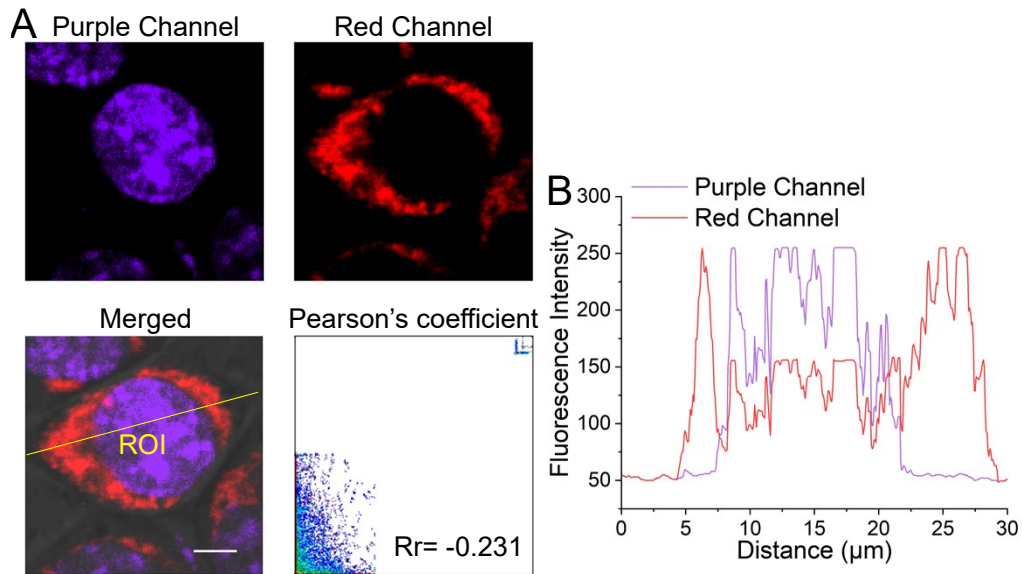 A
Purple Channel
Red Channel
Merged
ROI
Pearson's coefficient
Rr= -0.231
B
Purple Channel
Red Channel
Fluorescence Intensity
300
250
200
150
100
50
0
5
10
15
20
25
30
Distance (μm)